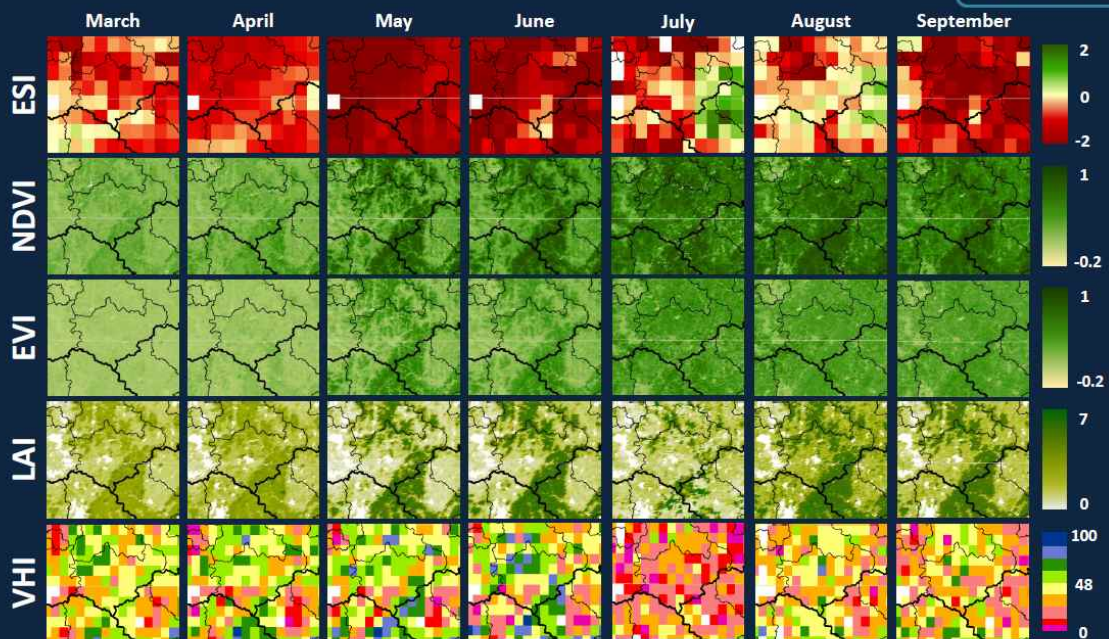 March April May June July August September
ESI
2
0
-2
NDVI
1
-0.2
EVI
1
-0.2
LAI
7
0
VHI
100
48
0